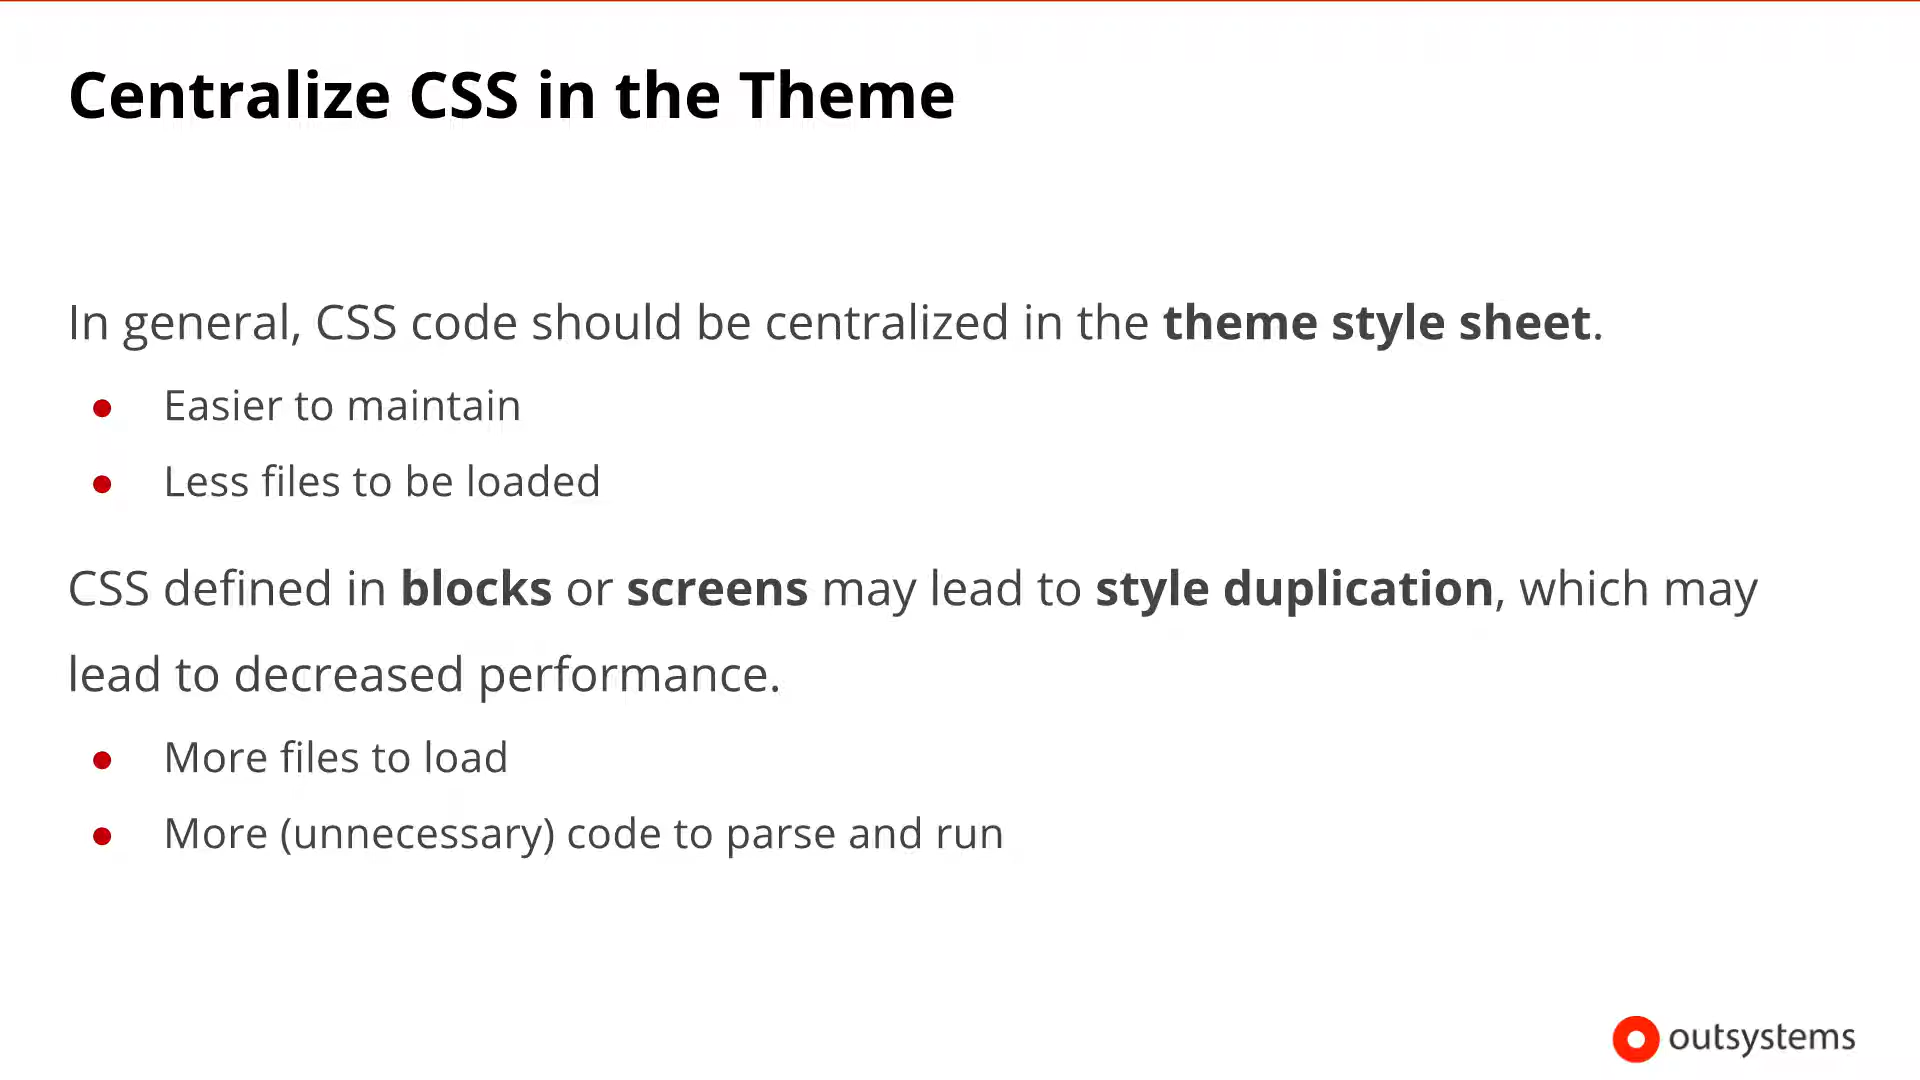 Centralize CSS in the Theme
In general, CSS code should be centralized in the theme style sheet.
● Easier to maintain
● Less files to be loaded
CSS defined in blocks or screens may lead to style duplication, which may
lead to decreased performance.
● More files to load
● More (unnecessary) code to parse and run
outsystems